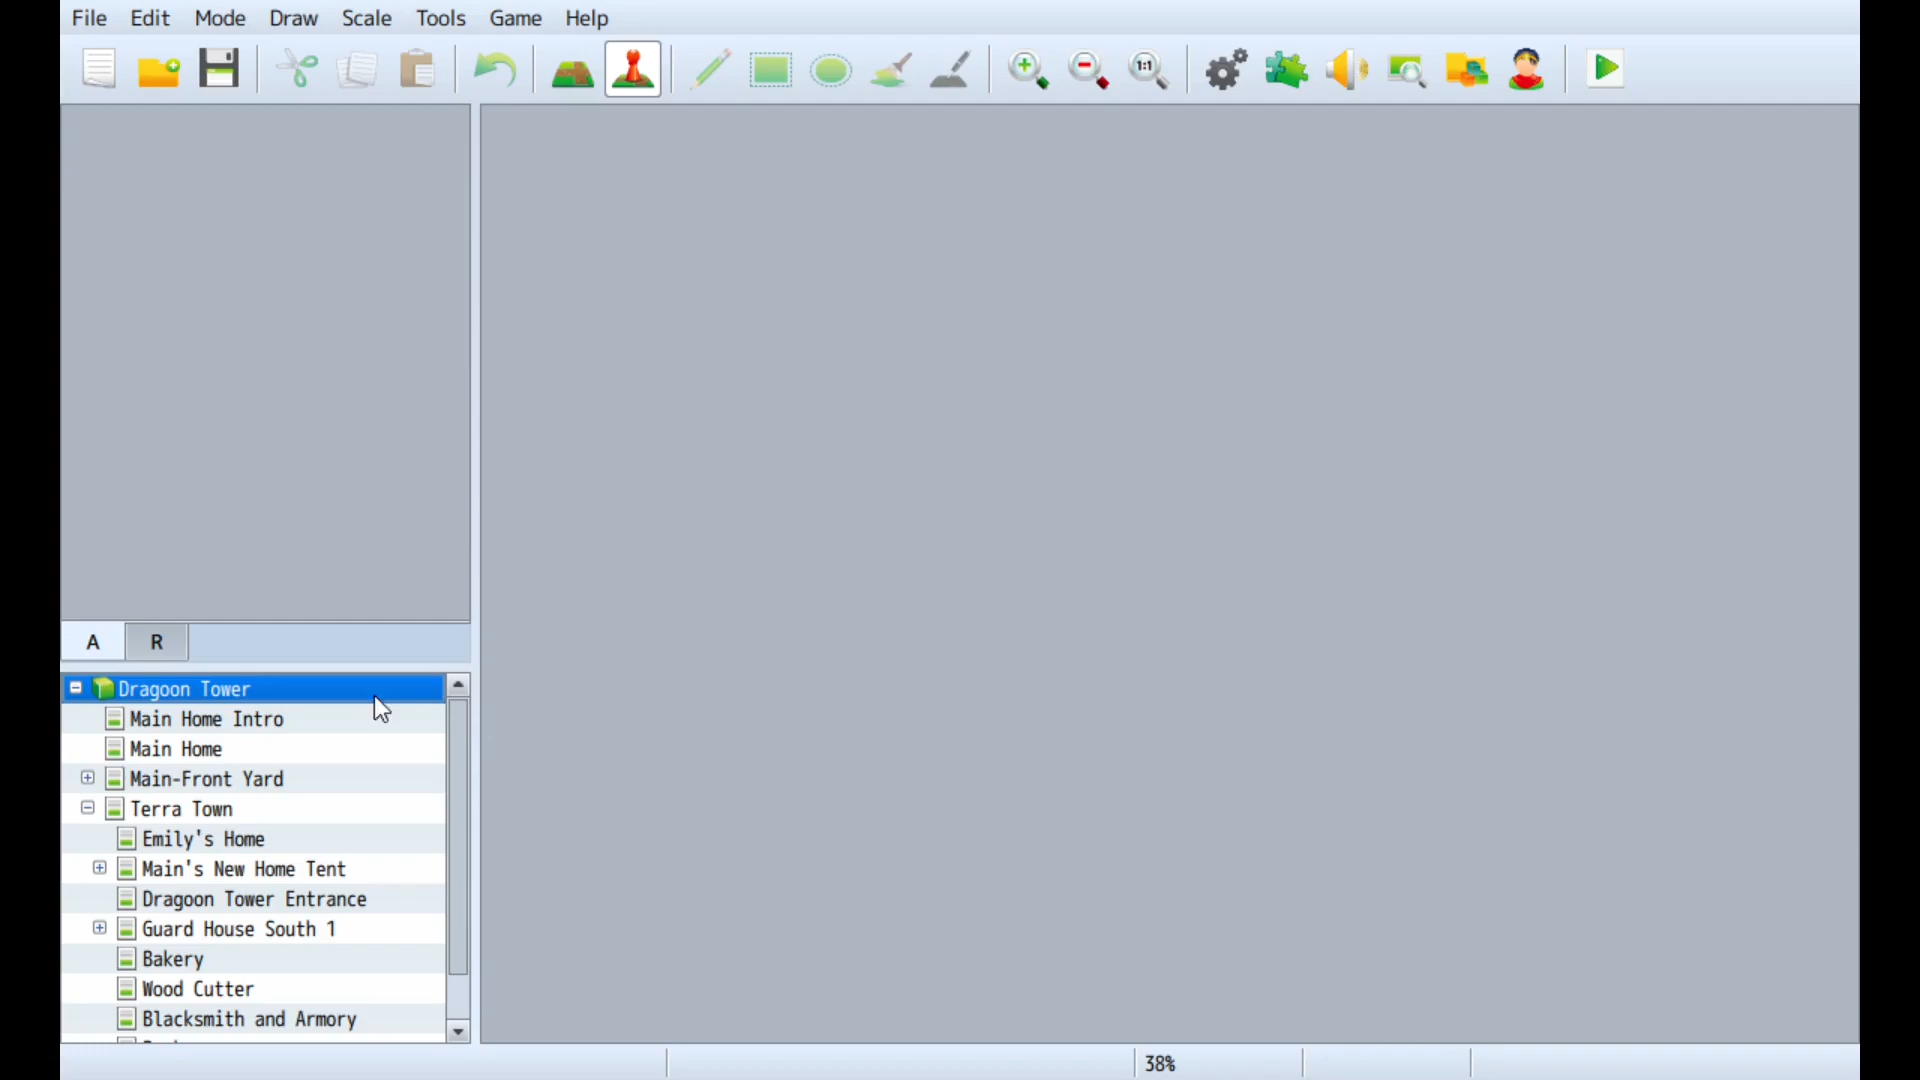 File Edit Mode Draw Scale Tools Game Help
1:1
A R
Dragoon Tower
Main Home Intro
Main Home
Main-Front Yard
Terra Town
Emily's Home
Main's New Home Tent
Dragoon Tower Entrance
Guard House South 1
Bakery
Wood Cutter
Blacksmith and Armory
38%